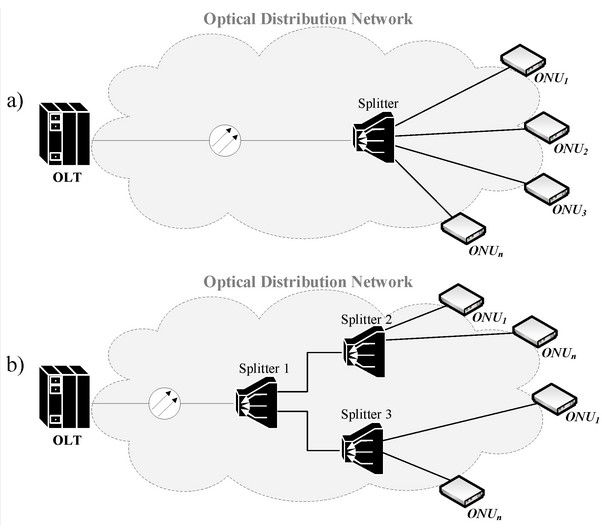 Optical Distribution Network
a)
Splitter
OLT
ONU1
ONU2
ONU3
ONUn
Optical Distribution Network
b)
Splitter 1
Splitter 2
Splitter 3
OLT
ONU1
ONUn
ONU1
ONUn